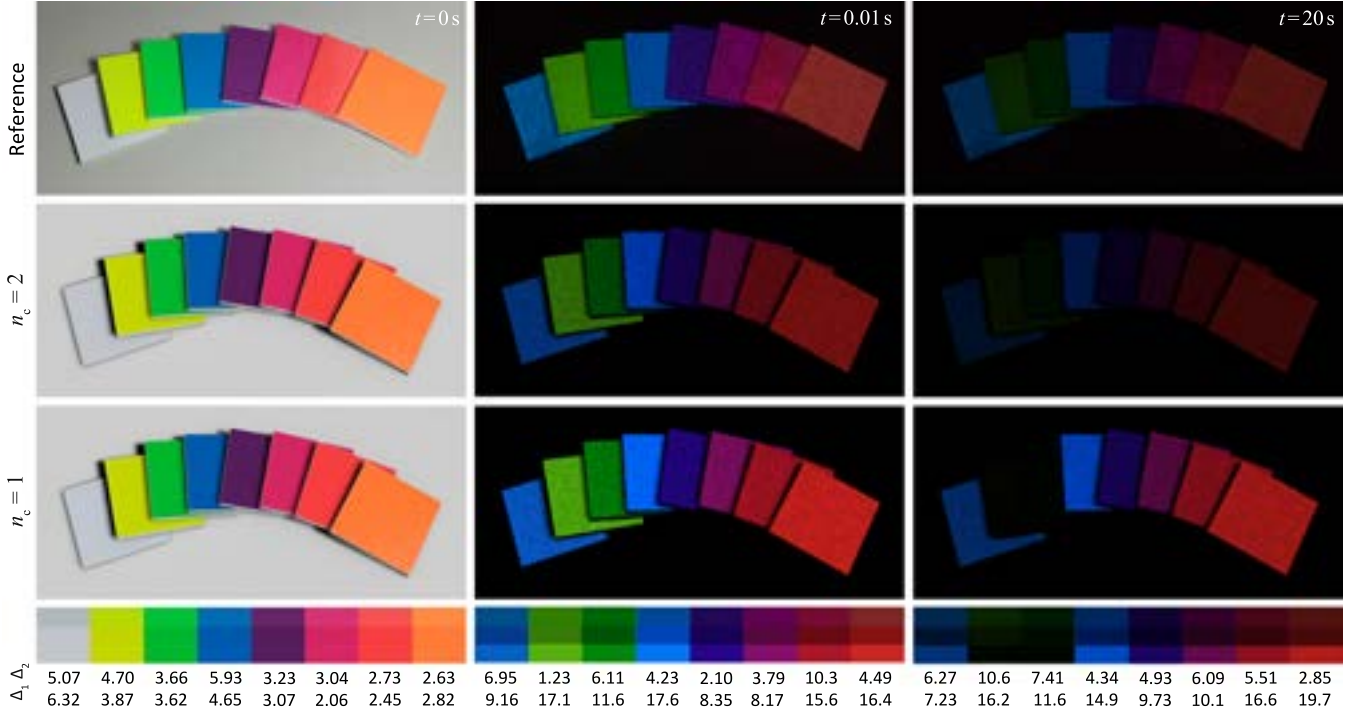 t=0 s
t=0.01 s
t=20 s
Reference
n_c = 2
n_c = 1
Δ₂ 5.07 4.70 3.66 5.93 3.23 3.04 2.73 2.63 6.95 1.23 6.11 4.23 2.10 3.79 10.3 4.49 6.27 10.6 7.41 4.34 4.93 6.09 5.51 2.85
Δ₁ 6.32 3.87 3.62 4.65 3.07 2.06 2.45 2.82 9.16 17.1 11.6 17.6 8.35 8.17 15.6 16.4 7.23 16.2 11.6 14.9 9.73 10.1 16.6 19.7